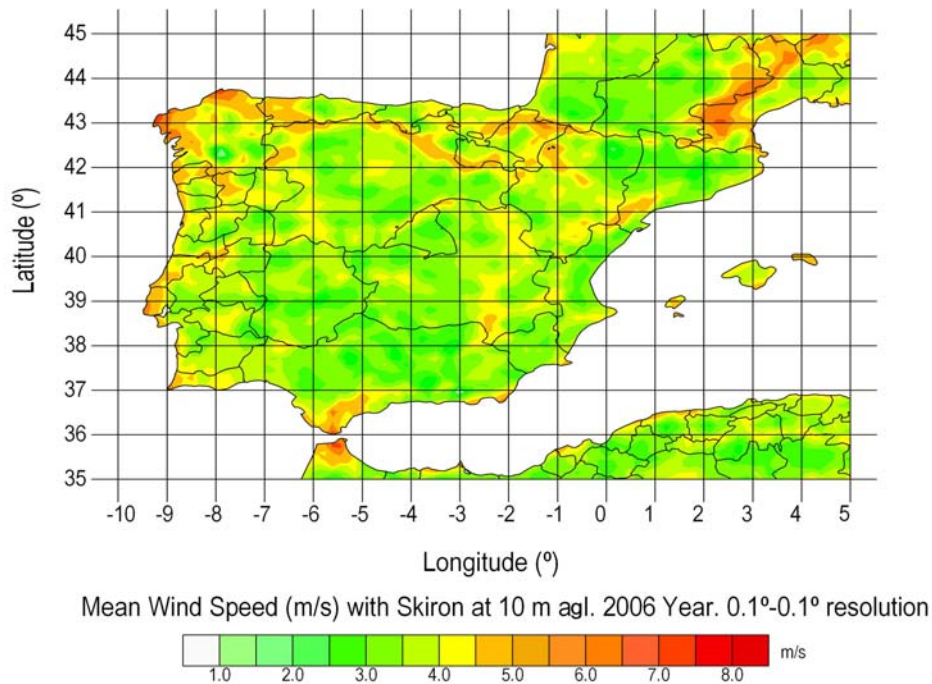 45
44
43
42
41
40
39
38
37
36
35
Latitude (º)
-10 -9 -8 -7 -6 -5 -4 -3 -2 -1 0 1 2 3 4 5
Longitude (º)
Mean Wind Speed (m/s) with Skiron at 10 m agl. 2006 Year. 0.1º-0.1º resolution
m/s
1.0 2.0 3.0 4.0 5.0 6.0 7.0 8.0